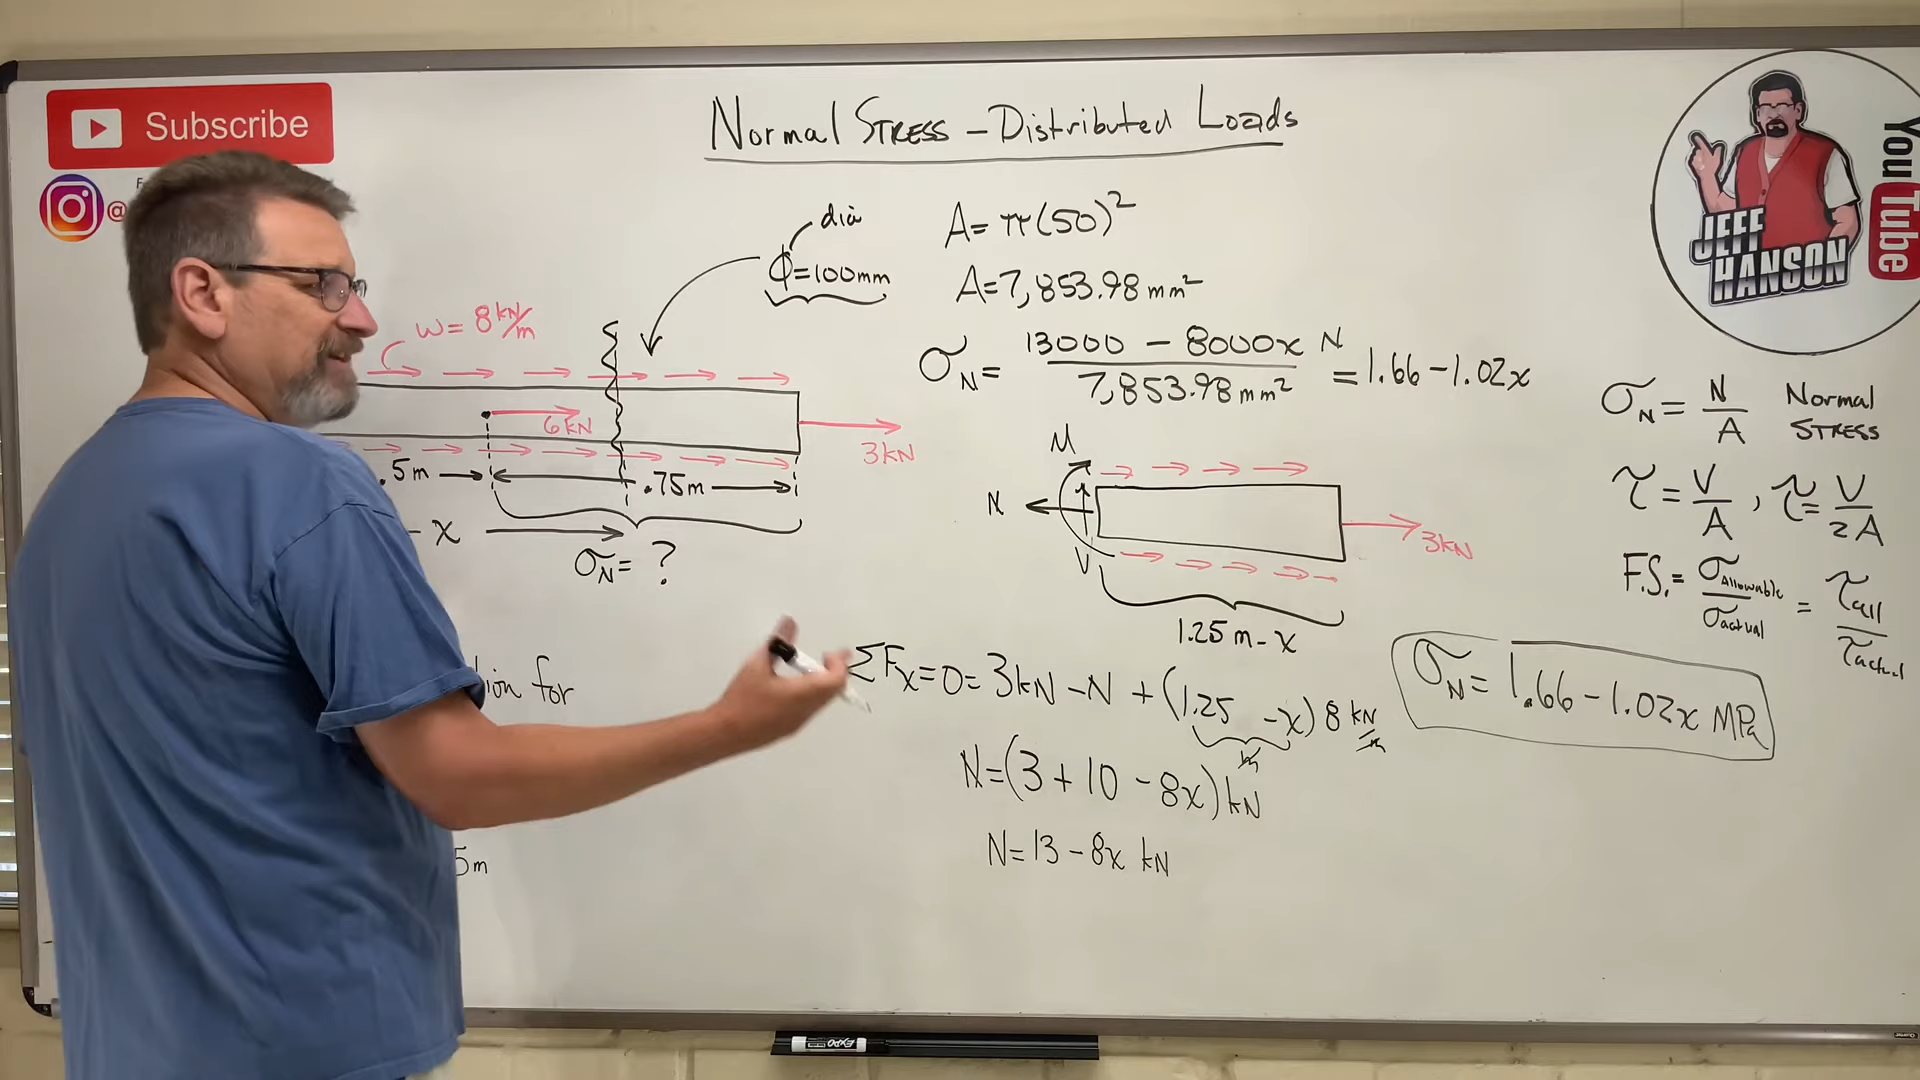 Subscribe
@
Normal STRESS - Distributed Loads
JEFF
HANSON
YouTube
dia
ϕ=100mm
w= 8 kN/m
6kN
3kN
.5m
.75m
- x
σN= ?
ion for
5m
A= π(50)²
A=7,853.98 mm²
σN= 13000 - 8000x N / 7,853.98 mm² = 1.66 - 1.02x
M
N
V
3kN
1.25 m - x
ΣFx=0= 3kN - N + (1.25 - x) 8 kN/m
m
N=(3 + 10 - 8x) kN
N= 13 - 8x kN
σN= N/A Normal STRESS
τ= V/A , τ= V/2A
F.S.= σAllowable/σactual = τall/τactual
σN= 1.66 - 1.02x MPa
EXPO